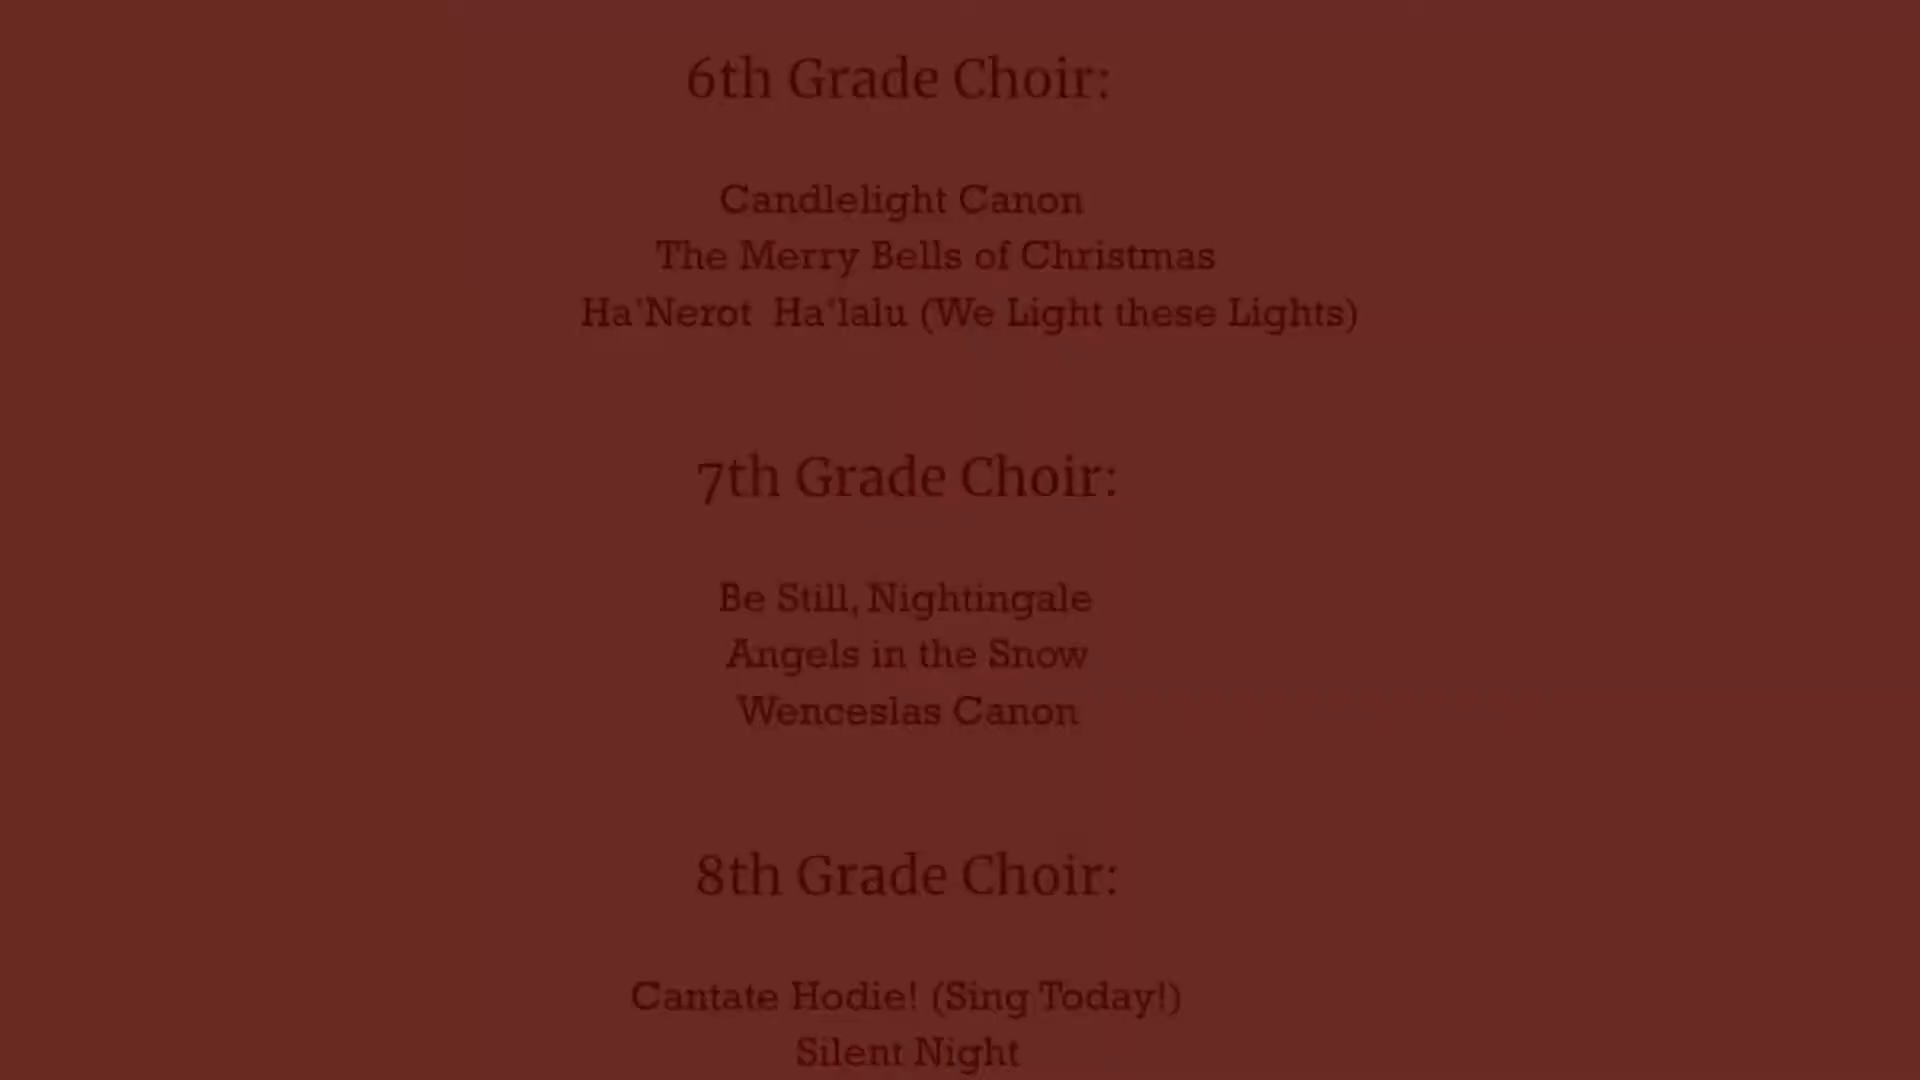 6th Grade Choir:
Candlelight Canon
The Merry Bells of Christmas
Ha'Nerot Ha'lalu (We Light these Lights)
7th Grade Choir:
Be Still, Nightingale
Angels in the Snow
Wenceslas Canon
8th Grade Choir:
Cantate Hodie! (Sing Today!)
Silent Night